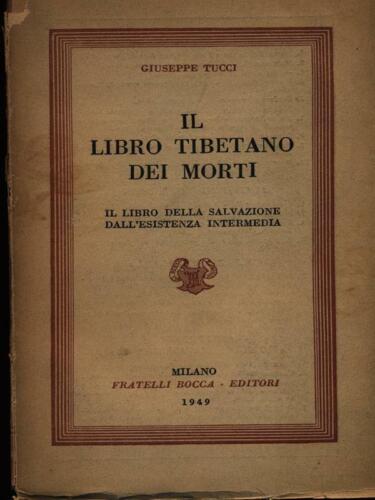 GIUSEPPE TUCCI
IL
LIBRO TIBETANO
DEI MORTI
IL LIBRO DELLA SALVAZIONE
DALL'ESISTENZA INTERMEDIA
MILANO
FRATELLI BOCCA - EDITORI
1949